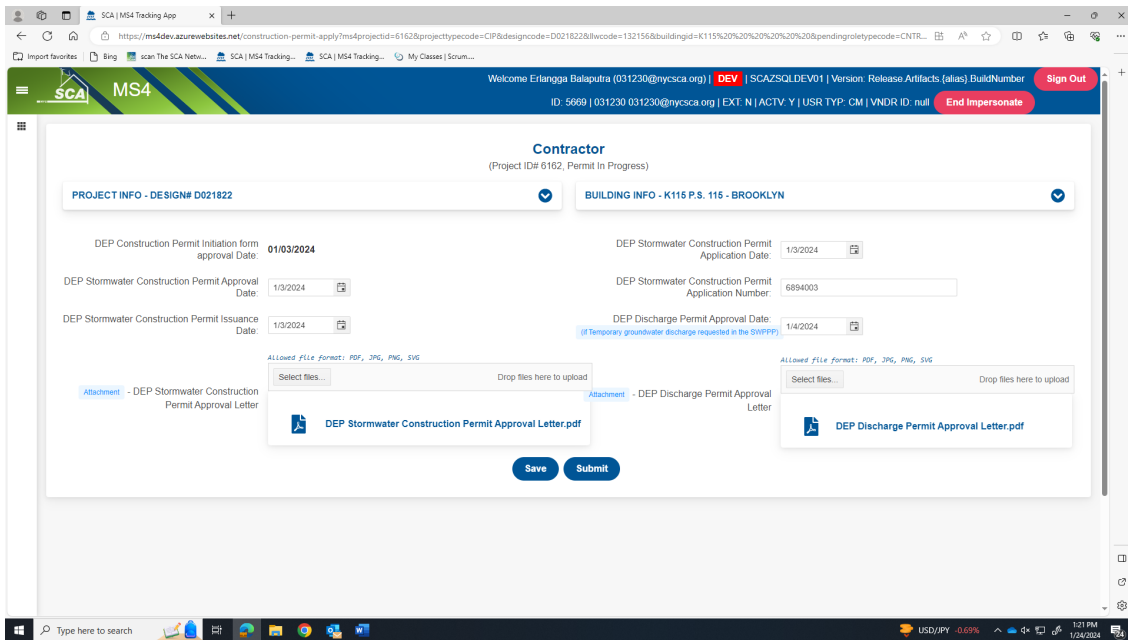 SCA | MS4 Tracking App
https://ms4dev.azurewebsites.net/construction-permit-apply?ms4projectid=6162&projecttypecode=CIP&designcode=D021822&llwcode=132156&buildingid=K115%20%20%20%20%20%20&pendingroletypecode=CNTR...
Import favorites Bing scan The SCA Netw... SCA | MS4 Tracking... SCA | MS4 Tracking... My Classes | Scrum...
SCA MS4
Welcome Erlangga Balaputra (031230@nycsca.org) | DEV | SCAZSQLDEV01 | Version: Release.Artifacts.{alias}.BuildNumber Sign Out
ID: 5669 | 031230 031230@nycsca.org | EXT: N | ACTV: Y | USR TYP: CM | VNDR ID: null End Impersonate
Contractor
(Project ID# 6162, Permit In Progress)
PROJECT INFO - DESIGN# D021822
BUILDING INFO - K115 P.S. 115 - BROOKLYN
DEP Construction Permit Initiation form
approval Date:
01/03/2024
DEP Stormwater Construction Permit
Application Date:
1/3/2024
DEP Stormwater Construction Permit Approval
Date:
1/3/2024
DEP Stormwater Construction Permit
Application Number:
6894003
DEP Stormwater Construction Permit Issuance
Date:
1/3/2024
DEP Discharge Permit Approval Date:
(if Temporary groundwater discharge requested in the SWPPP)
1/4/2024
Allowed file format: PDF, JPG, PNG, SVG
Select files... Drop files here to upload
Attachment - DEP Stormwater Construction
Permit Approval Letter
DEP Stormwater Construction Permit Approval Letter.pdf
Allowed file format: PDF, JPG, PNG, SVG
Select files... Drop files here to upload
Attachment - DEP Discharge Permit Approval
Letter
DEP Discharge Permit Approval Letter.pdf
Save Submit
Type here to search
USD/JPY -0.69%
1:21 PM
1/24/2024